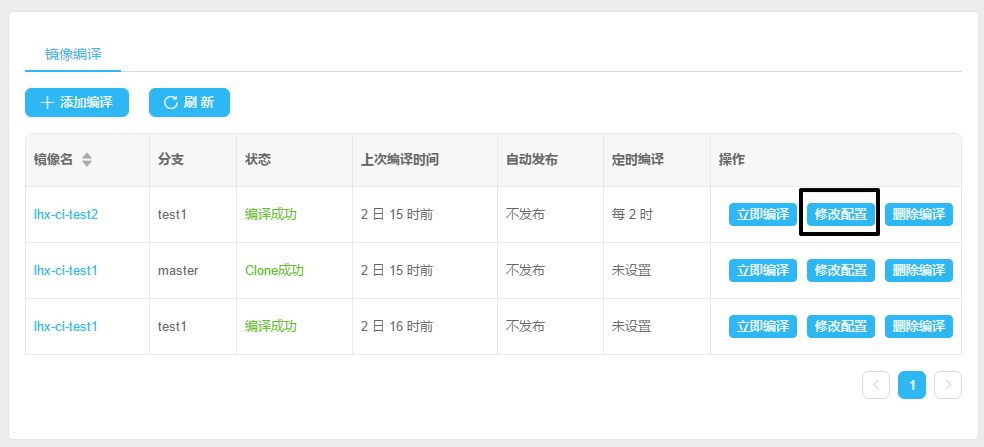 镜像编译
添加编译 刷 新
镜像名 分支 状态 上次编译时间 自动发布 定时编译 操作
lhx-ci-test2 test1 编译成功 2 日 15 时前 不发布 每 2 时 立即编译 修改配置 删除编译
lhx-ci-test1 master Clone成功 2 日 15 时前 不发布 未设置 立即编译 修改配置 删除编译
lhx-ci-test1 test1 编译成功 2 日 16 时前 不发布 未设置 立即编译 修改配置 删除编译
1